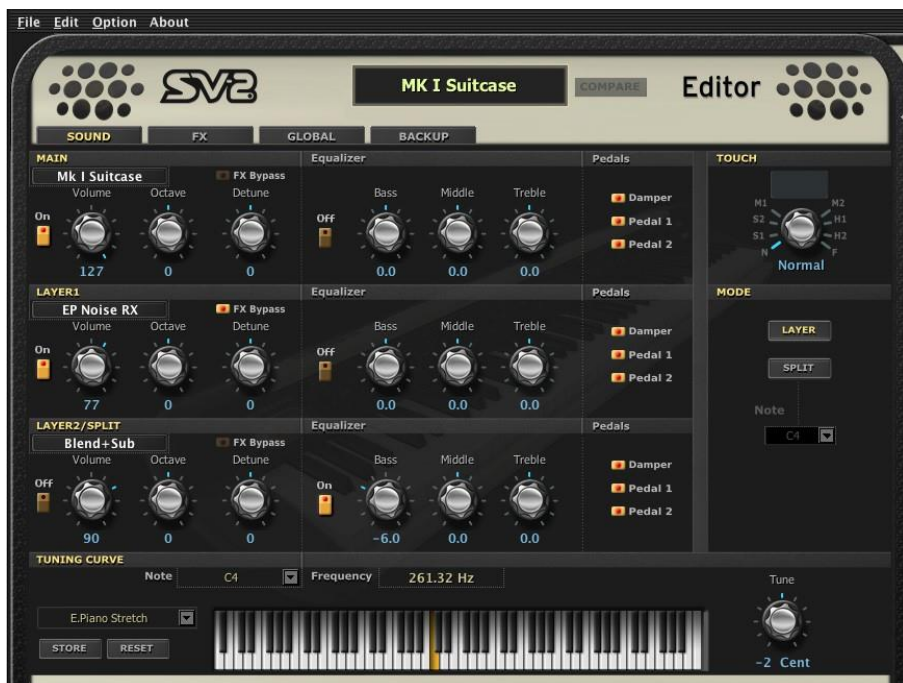 File Edit Option About
SV2
MK I Suitcase
COMPARE
Editor
SOUND FX GLOBAL BACKUP
MAIN Equalizer Pedals TOUCH
Mk I Suitcase FX Bypass
Volume Octave Detune Bass Middle Treble
On Off
Damper
Pedal 1
Pedal 2
127 0 0 0.0 0.0 0.0
M1 M2
S2 H1
S1 H2
N F
Normal
LAYER1 Equalizer Pedals MODE
EP Noise RX FX Bypass
Volume Octave Detune Bass Middle Treble
On Off
Damper
Pedal 1
Pedal 2
77 0 0 0.0 0.0 0.0
LAYER
SPLIT
Note
C4
LAYER2/SPLIT Equalizer Pedals
Blend+Sub FX Bypass
Volume Octave Detune Bass Middle Treble
Off On
Damper
Pedal 1
Pedal 2
90 0 0 -6.0 0.0 0.0
TUNING CURVE
Note C4 Frequency 261.32 Hz
Tune
E.Piano Stretch
STORE RESET
-2 Cent